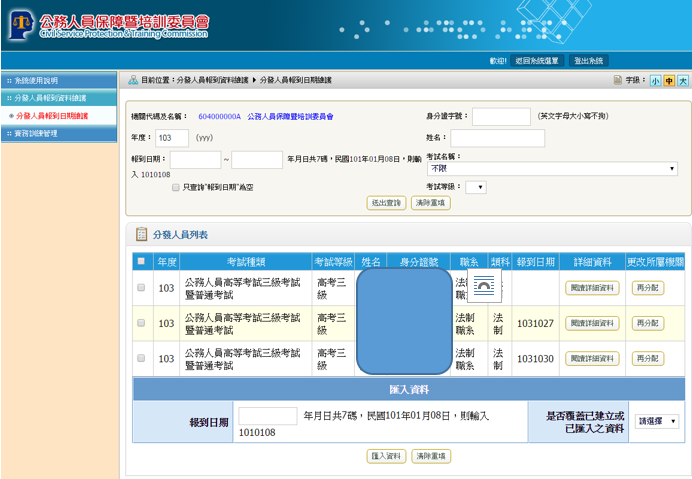 公務人員保障暨培訓委員會
Civil Service Protection & Training Commission
歡迎! 返回系統選單 登出系統
系統使用說明
分發人員報到資料維護
分發人員報到日期維護
實務訓練管理
目前位置：分發人員報到資料維護 ▶ 分發人員報到日期維護
字級： 小 中 大
機關代碼及名稱： 604000000A 公務人員保障暨培訓委員會
身分證字號： (英文字母大小寫不拘)
年度： 103 (yyy)
姓名：
報到日期： ~ 年月日共7碼，民國101年01月08日，則輸
入 1010108
考試名稱：
不限
只查詢"報到日期"為空
考試等級：
送出查詢 清除重填
分發人員列表
年度 考試種類 考試等級 姓名 身分證號 職系 類科 報到日期 詳細資料 更改所屬機關
103 公務人員高等考試三級考試
暨普通考試 高考三
級 法
職 閱讀詳細資料 再分配
103 公務人員高等考試三級考試
暨普通考試 高考三
級 法制
職系 法
制 1031027 閱讀詳細資料 再分配
103 公務人員高等考試三級考試
暨普通考試 高考三
級 法制
職系 法
制 1031030 閱讀詳細資料 再分配
匯入資料
報到日期 年月日共7碼，民國101年01月08日，則輸入
1010108
是否覆蓋已建立或
已匯入之資料 請選擇
匯入資料 清除重填